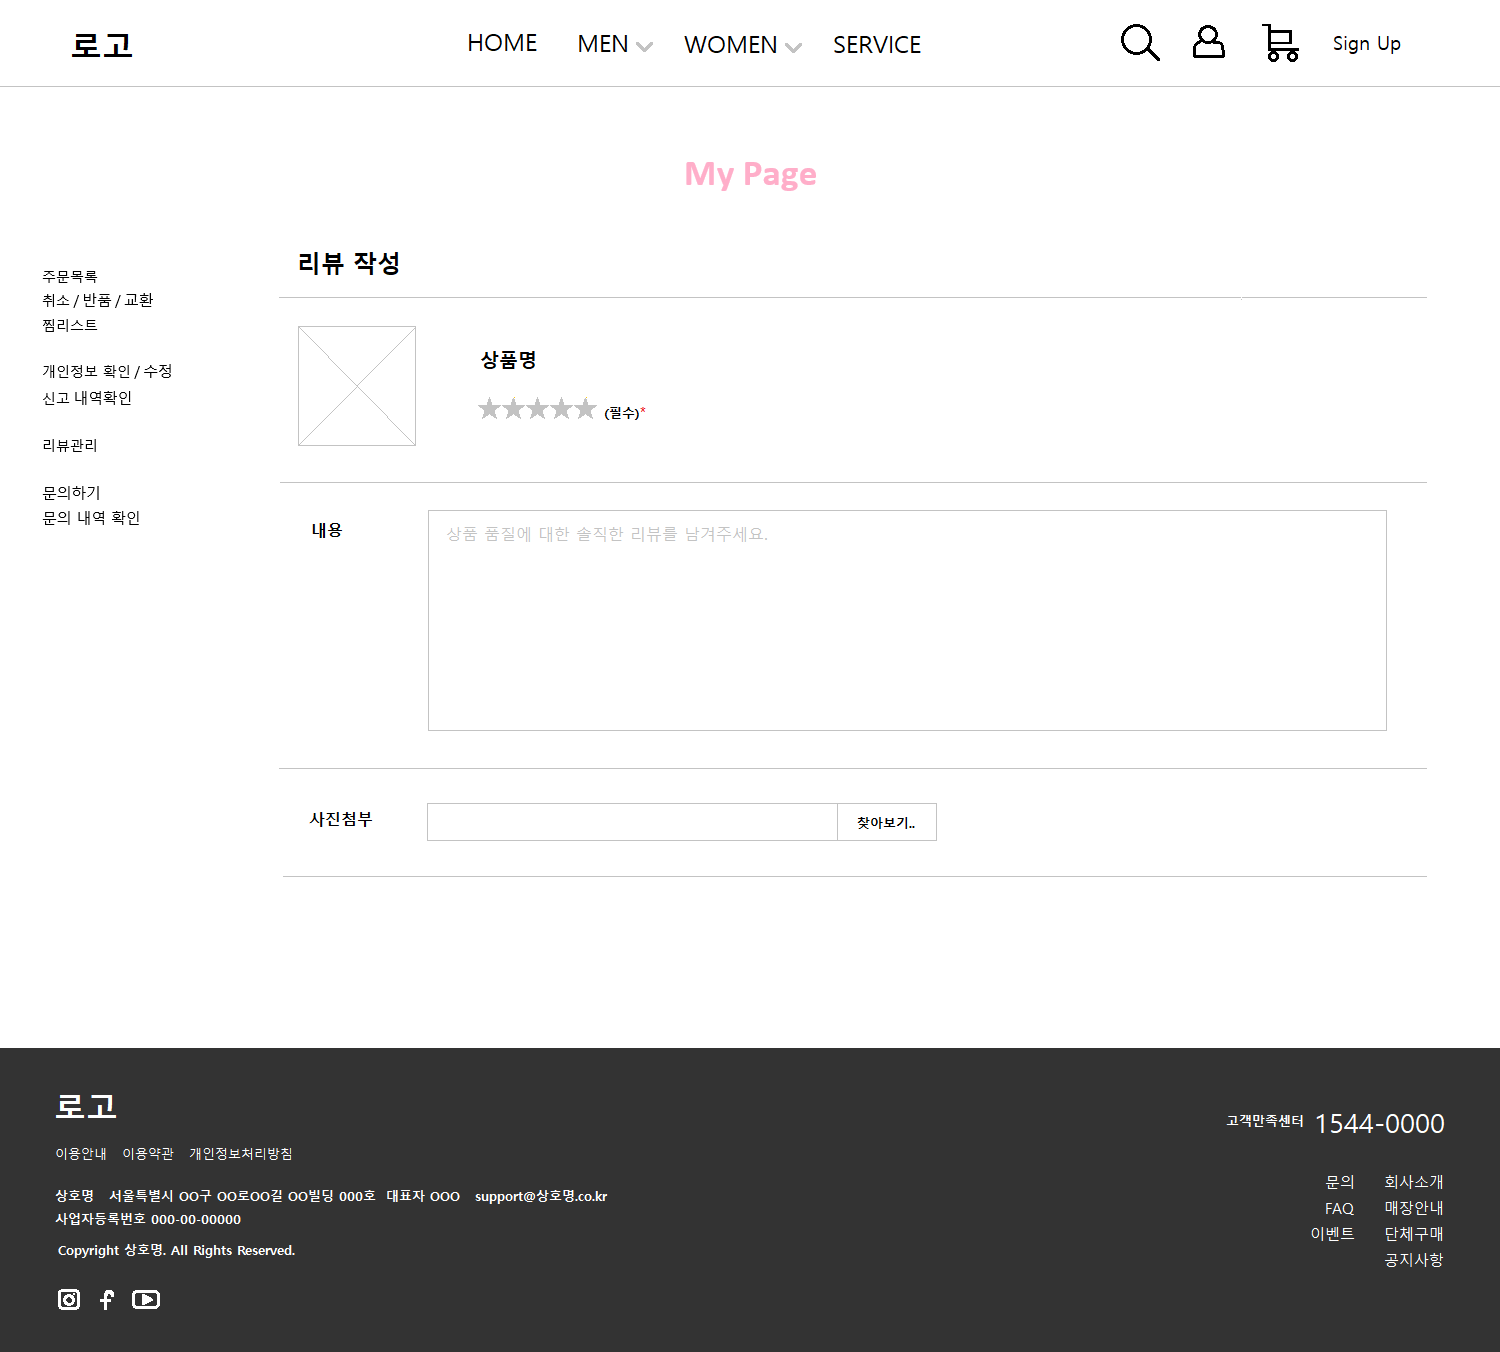 로고
HOME MEN WOMEN SERVICE
Sign Up
My Page
주문목록
취소 / 반품 / 교환
찜리스트
개인정보 확인 / 수정
신고 내역확인
리뷰관리
문의하기
문의 내역 확인
리뷰 작성
상품명
(필수)*
내용
상품 품질에 대한 솔직한 리뷰를 남겨주세요.
사진첨부
찾아보기..
로고
이용안내 이용약관 개인정보처리방침
상호명 서울특별시 OO구 OO로OO길 OO빌딩 000호 대표자 OOO support@상호명.co.kr
사업자등록번호 000-00-00000
Copyright 상호명. All Rights Reserved.
고객만족센터 1544-0000
문의 회사소개
FAQ 매장안내
이벤트 단체구매
공지사항